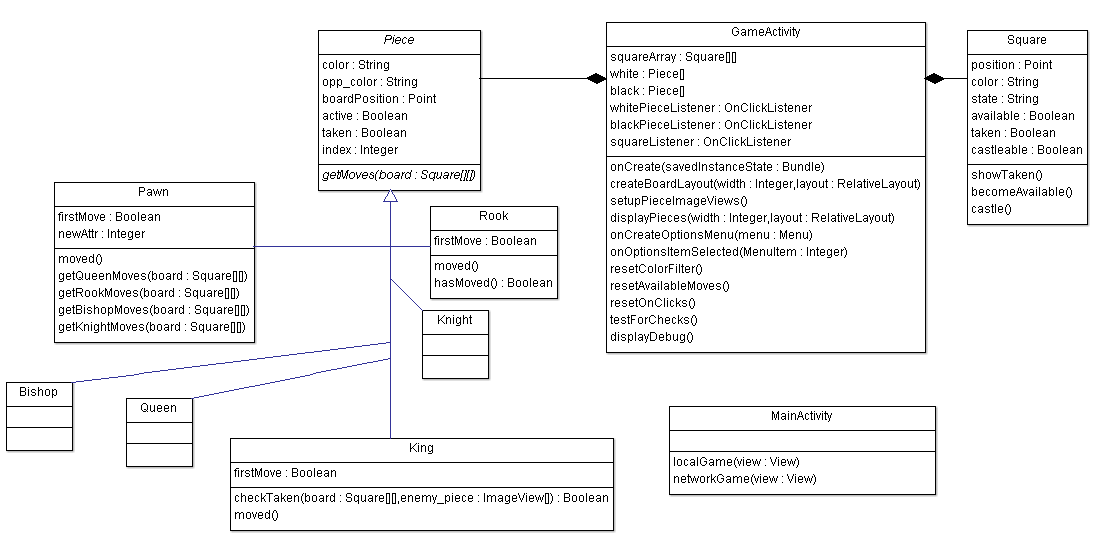 Piece
color : String
opp_color : String
boardPosition : Point
active : Boolean
taken : Boolean
index : Integer
getMoves(board : Square[][])
GameActivity
squareArray : Square[][]
white : Piece[]
black : Piece[]
whitePieceListener : OnClickListener
blackPieceListener : OnClickListener
squareListener : OnClickListener
onCreate(savedInstanceState : Bundle)
createBoardLayout(width : Integer,layout : RelativeLayout)
setupPieceImageViews()
displayPieces(width : Integer,layout : RelativeLayout)
onCreateOptionsMenu(menu : Menu)
onOptionsItemSelected(MenuItem : Integer)
resetColorFilter()
resetAvailableMoves()
resetOnClicks()
testForChecks()
displayDebug()
Square
position : Point
color : String
state : String
available : Boolean
taken : Boolean
castleable : Boolean
showTaken()
becomeAvailable()
castle()
Pawn
firstMove : Boolean
newAttr : Integer
moved()
getQueenMoves(board : Square[][])
getRookMoves(board : Square[][])
getBishopMoves(board : Square[][])
getKnightMoves(board : Square[][])
Rook
firstMove : Boolean
moved()
hasMoved() : Boolean
Knight
Bishop
Queen
King
firstMove : Boolean
checkTaken(board : Square[][],enemy_piece : ImageView[]) : Boolean
moved()
MainActivity
localGame(view : View)
networkGame(view : View)